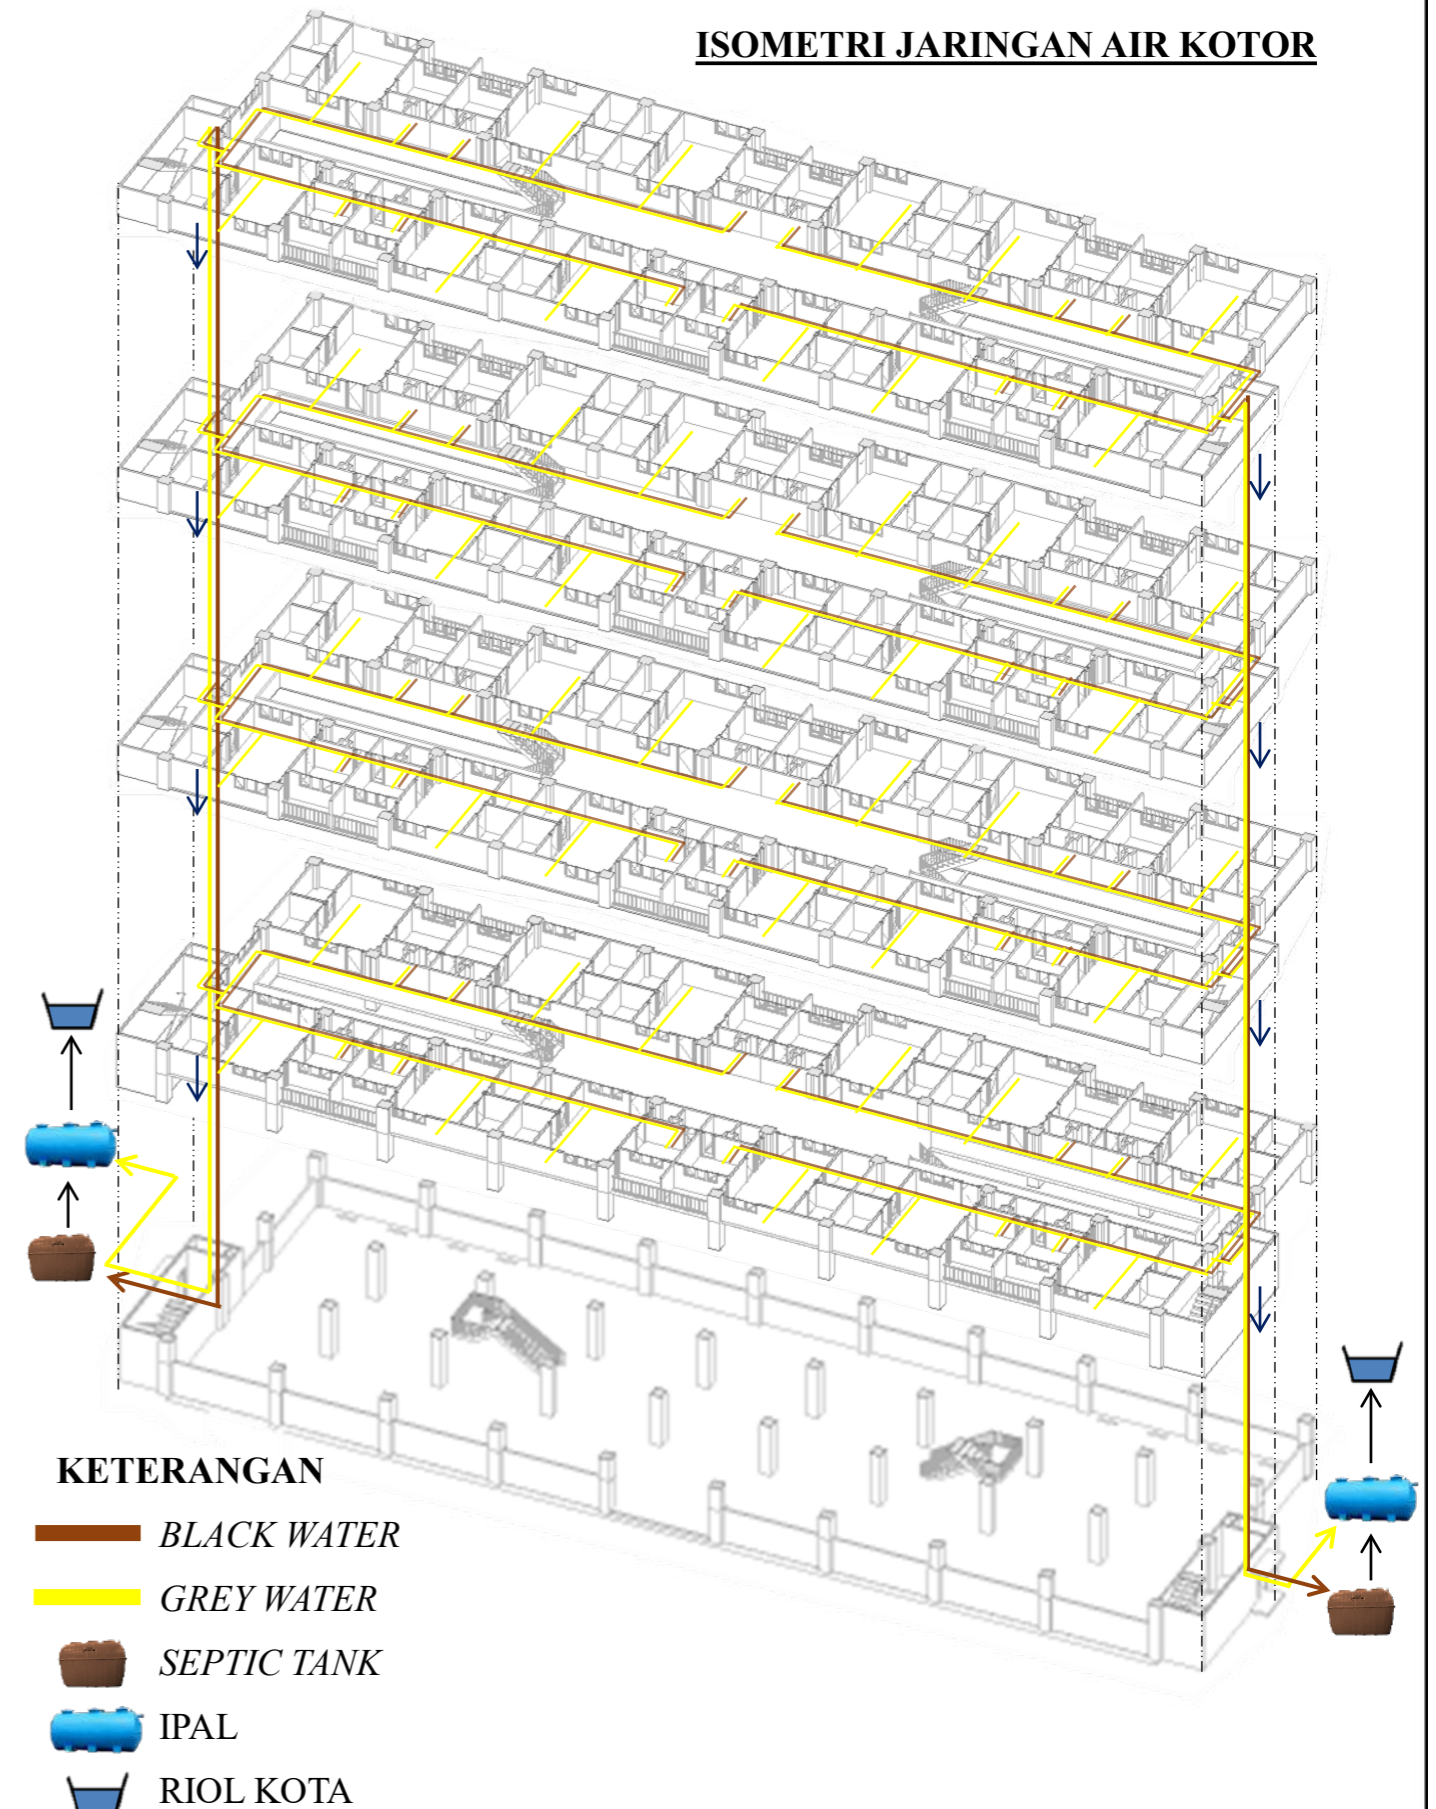 ISOMETRI JARINGAN AIR KOTOR
KETERANGAN
BLACK WATER
GREY WATER
SEPTIC TANK
IPAL
RIOL KOTA